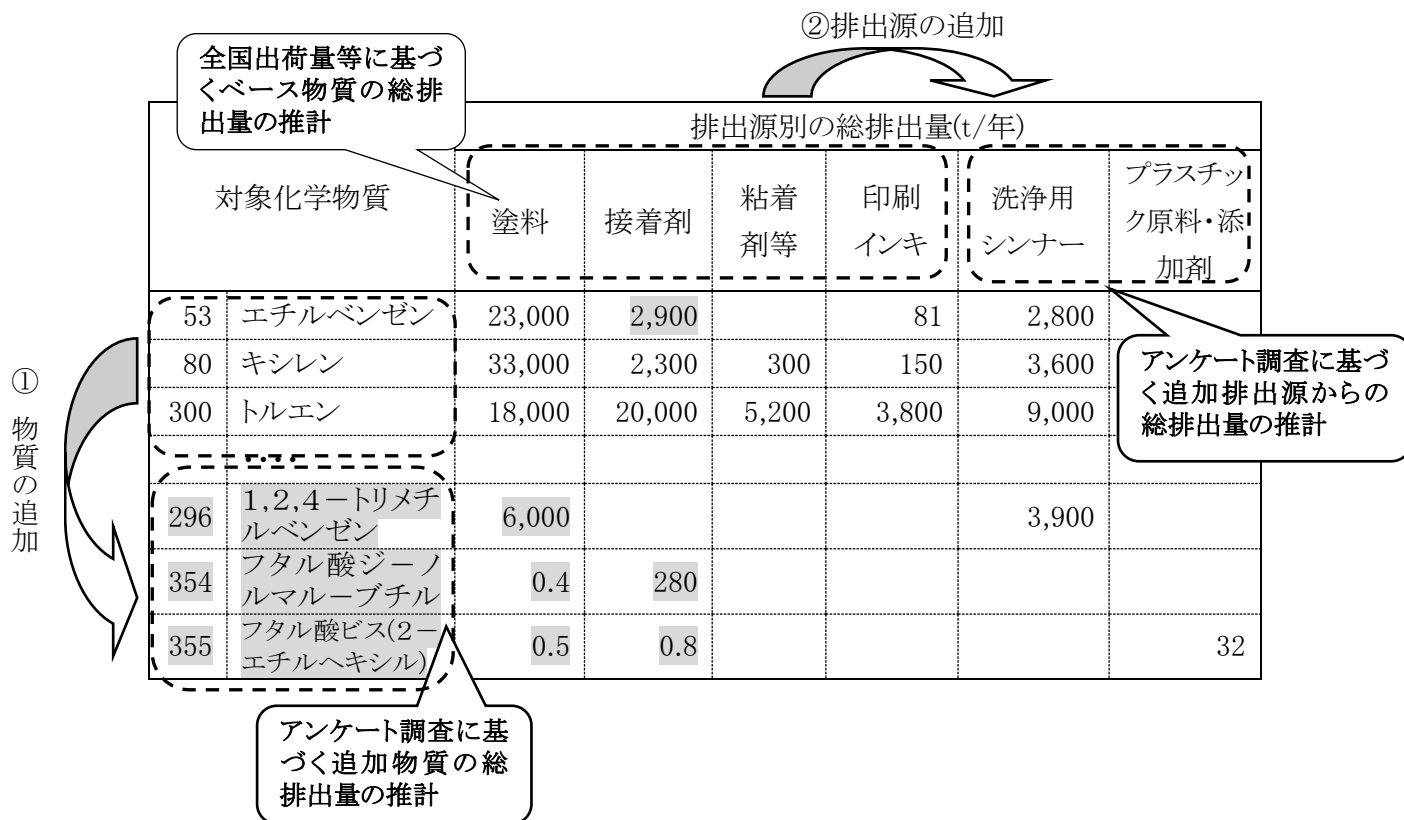 ②排出源の追加
全国出荷量等に基づ
くベース物質の総排
出量の推計
排出源別の総排出量(t/年)
対象化学物質
塗料
接着剤
粘着
剤等
印刷
インキ
洗浄用
シンナー
プラスチッ
ク原料・添
加剤
53 エチルベンゼン 23,000 2,900 81 2,800
80 キシレン 33,000 2,300 300 150 3,600
300 トルエン 18,000 20,000 5,200 3,800 9,000
‥‥
296 1,2,4－トリメチ
ルベンゼン 6,000 3,900
354 フタル酸ジ－ノ
ルマル－ブチル 0.4 280
355 フタル酸ビス(2－
エチルヘキシル) 0.5 0.8 32
アンケート調査に基づ
く追加排出源からの
総排出量の推計
① 物質の追加
アンケート調査に基
づく追加物質の総
排出量の推計